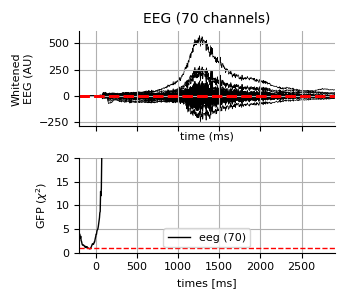 EEG (70 channels)
Whitened
EEG (AU)
500
250
0
−250
time (ms)
GFP (χ²)
20
15
10
5
0
eeg (70)
0 500 1000 1500 2000 2500
times [ms]